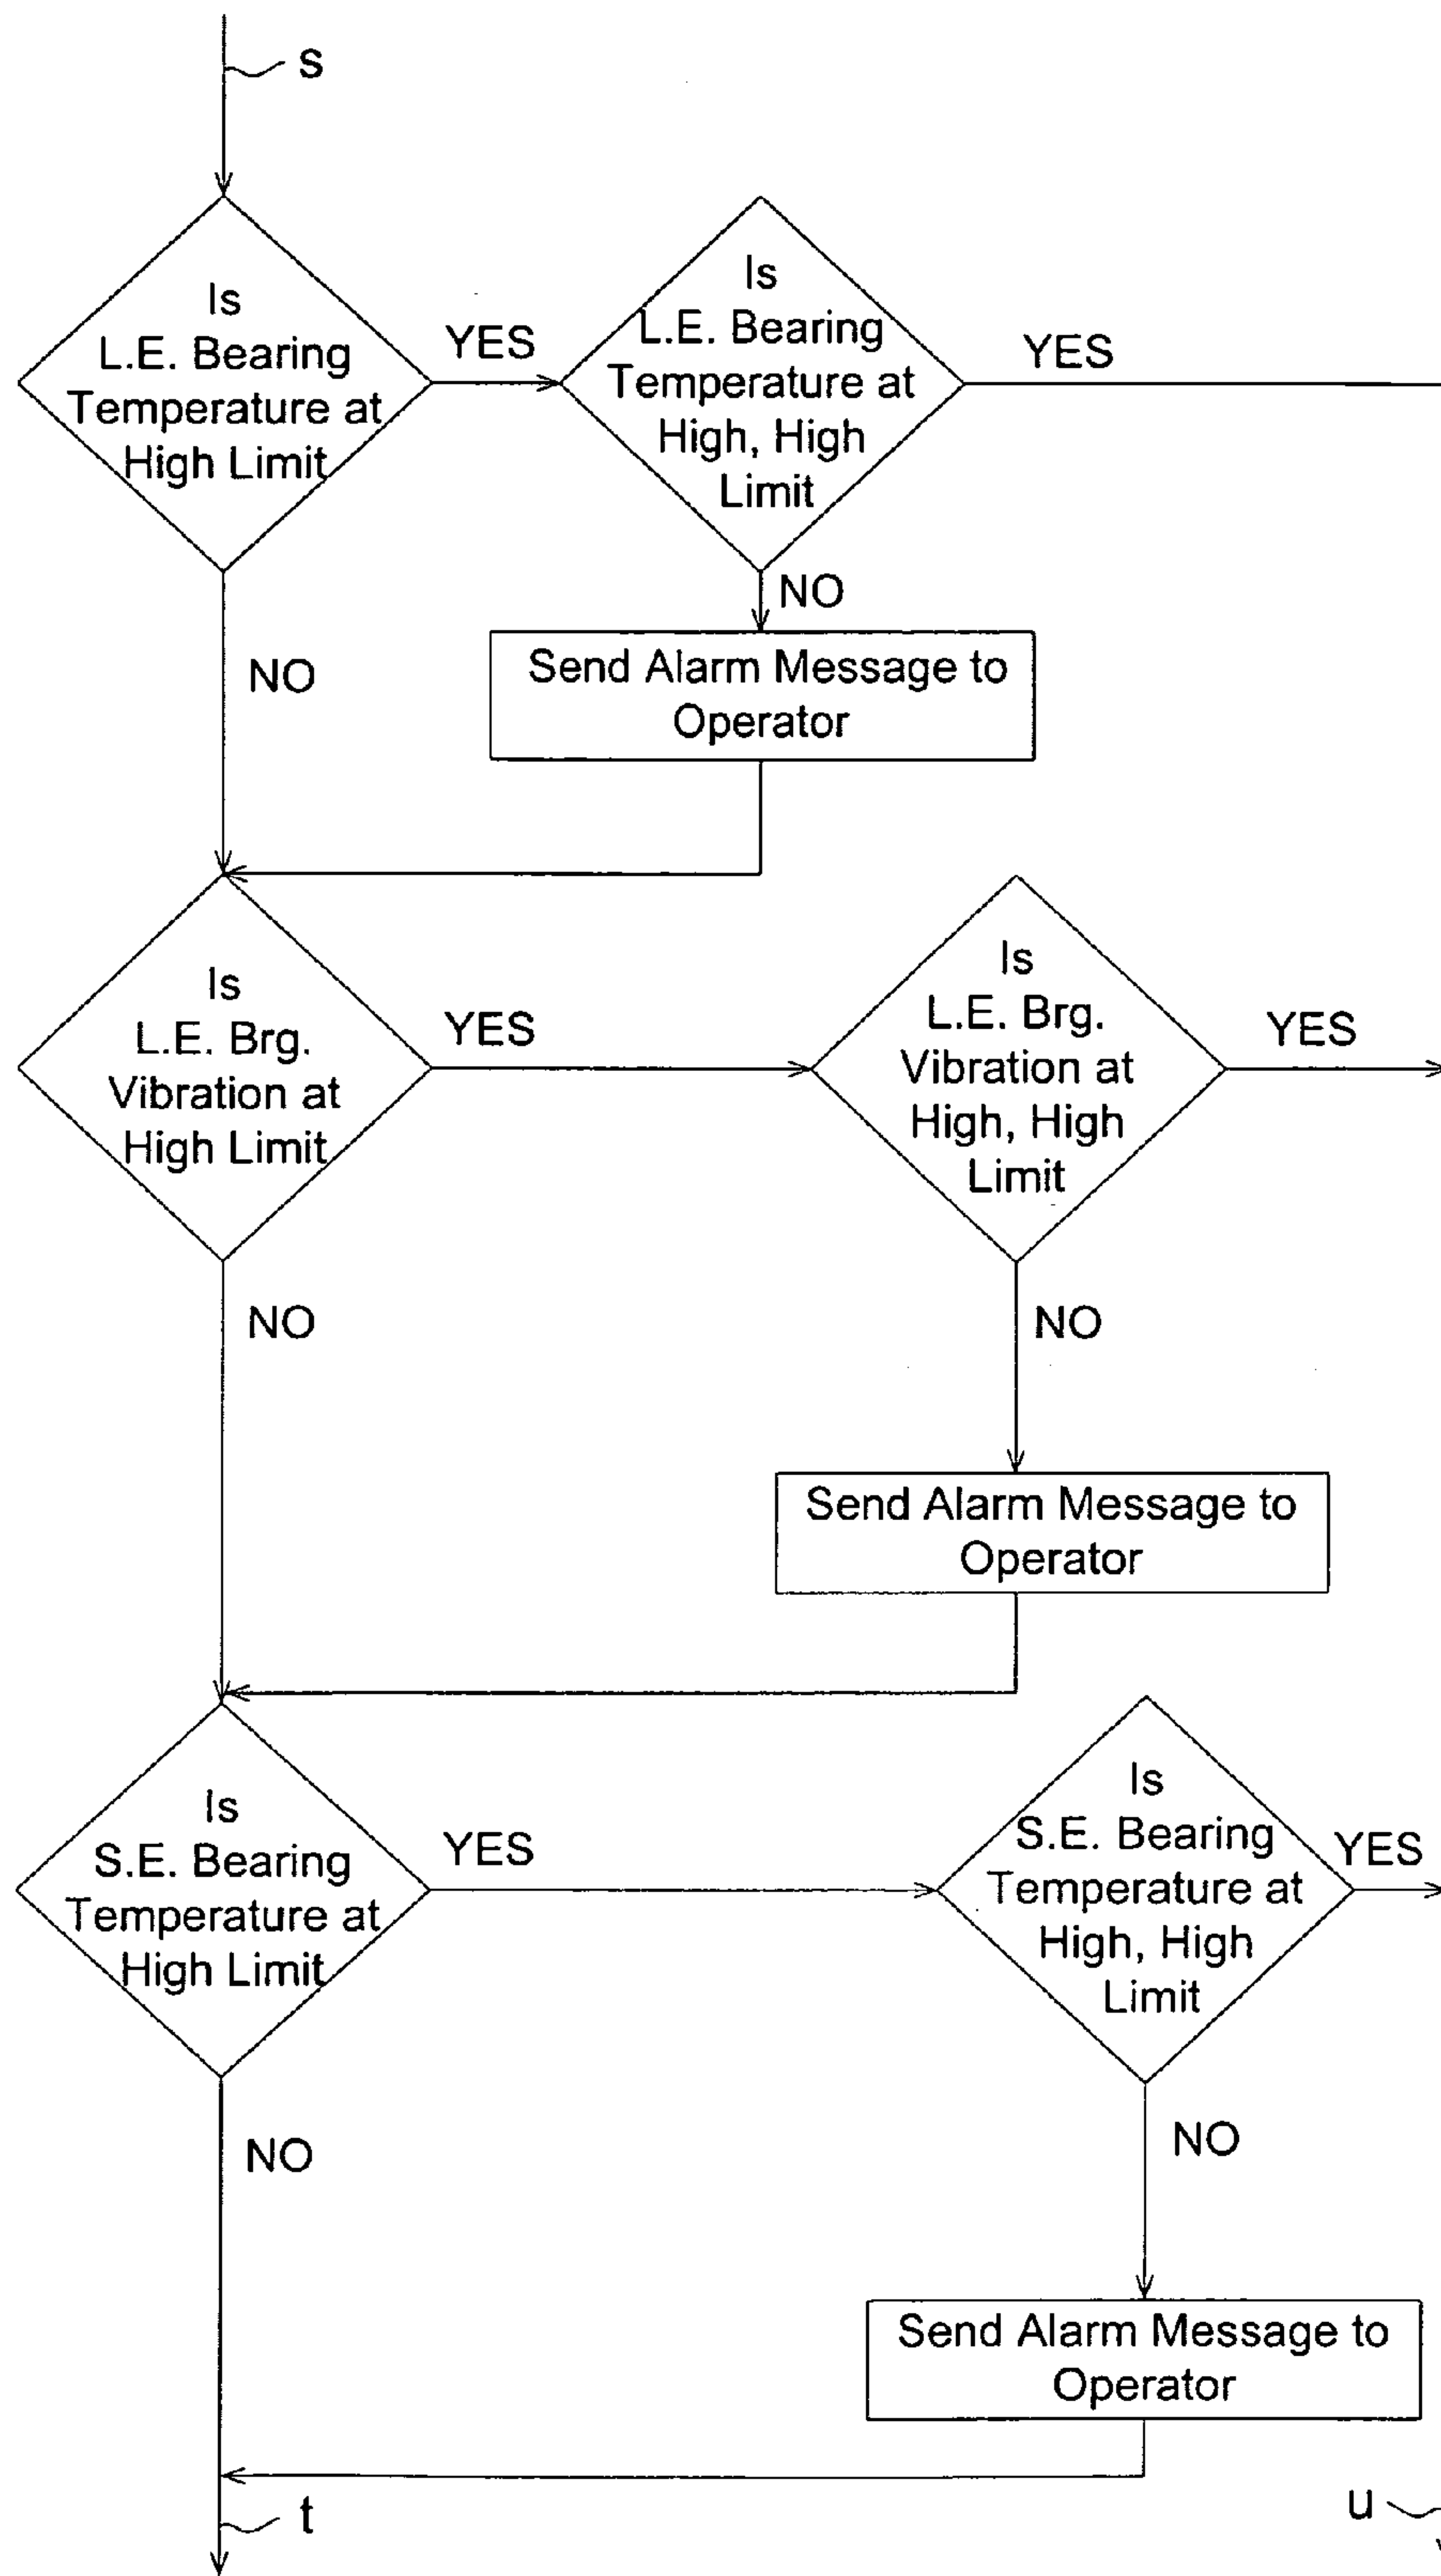 s
Is
L.E. Bearing
Temperature at
High Limit
YES
Is
L.E. Bearing
Temperature at
High, High
Limit
YES
NO
NO
Send Alarm Message to
Operator
Is
L.E. Brg.
Vibration at
High Limit
YES
Is
L.E. Brg.
Vibration at
High, High
Limit
YES
NO
NO
Send Alarm Message to
Operator
Is
S.E. Bearing
Temperature at
High Limit
YES
Is
S.E. Bearing
Temperature at
High, High
Limit
YES
NO
NO
Send Alarm Message to
Operator
t
u